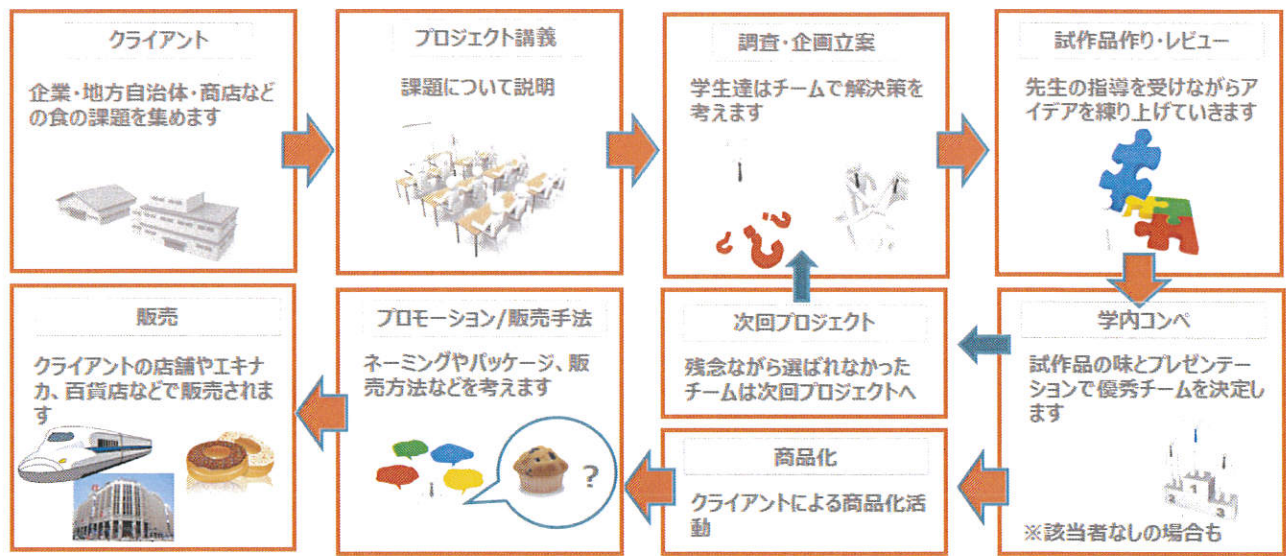 クライアント
企業・地方自治体・商店など
の食の課題を集めます
プロジェクト講義
課題について説明
調査・企画立案
学生達はチームで解決策を
考えます
試作品作り・レビュー
先生の指導を受けながらア
イデアを練り上げていきます
学内コンペ
試作品の味とプレゼンテー
ションで優秀チームを決定し
ます
1
2
3
※該当者なしの場合も
次回プロジェクト
残念ながら選ばれなかった
チームは次回プロジェクトへ
商品化
クライアントによる商品化活
動
プロモーション/販売手法
ネーミングやパッケージ、販
売方法などを考えます
?
販売
クライアントの店舗やエキナ
カ、百貨店などで販売されま
す